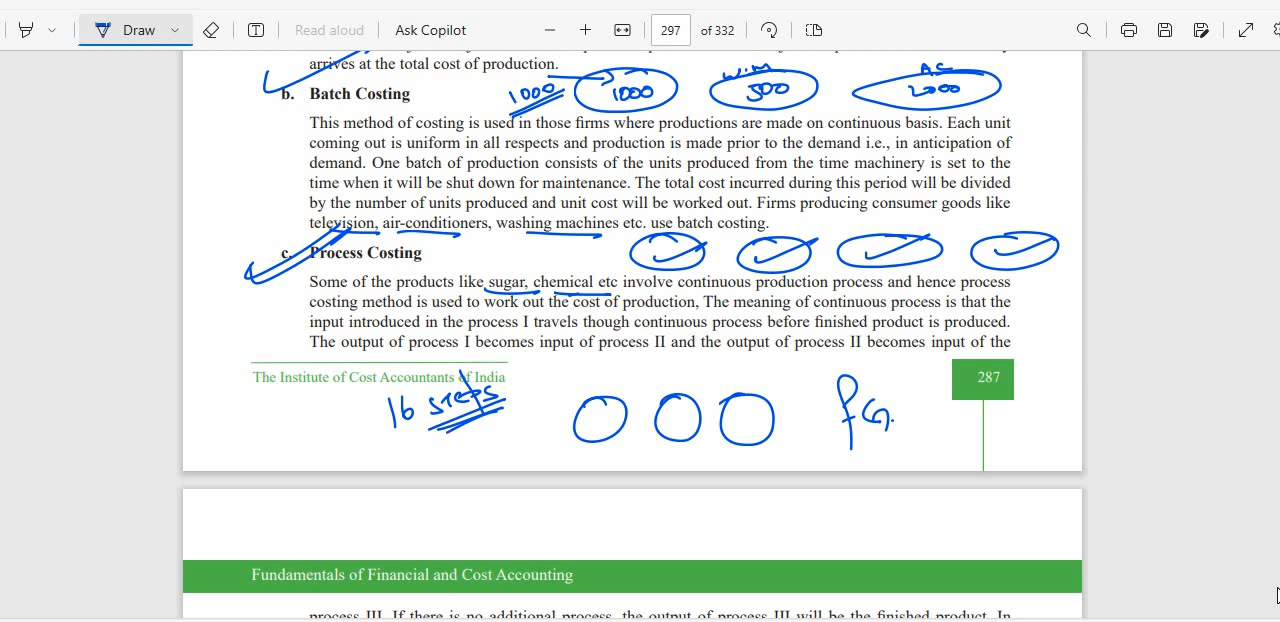 Draw
Read aloud
Ask Copilot
297 of 332
arrives at the total cost of production.
b. Batch Costing
1000
1000
W.M
500
A.C
2000
This method of costing is used in those firms where productions are made on continuous basis. Each unit
coming out is uniform in all respects and production is made prior to the demand i.e., in anticipation of
demand. One batch of production consists of the units produced from the time machinery is set to the
time when it will be shut down for maintenance. The total cost incurred during this period will be divided
by the number of units produced and unit cost will be worked out. Firms producing consumer goods like
television, air-conditioners, washing machines etc. use batch costing.
c. Process Costing
Some of the products like sugar, chemical etc involve continuous production process and hence process
costing method is used to work out the cost of production, The meaning of continuous process is that the
input introduced in the process I travels though continuous process before finished product is produced.
The output of process I becomes input of process II and the output of process II becomes input of the
The Institute of Cost Accountants of India
287
16 steps
FG.
Fundamentals of Financial and Cost Accounting
process III. If there is no additional process, the output of process III will be the finished product. In